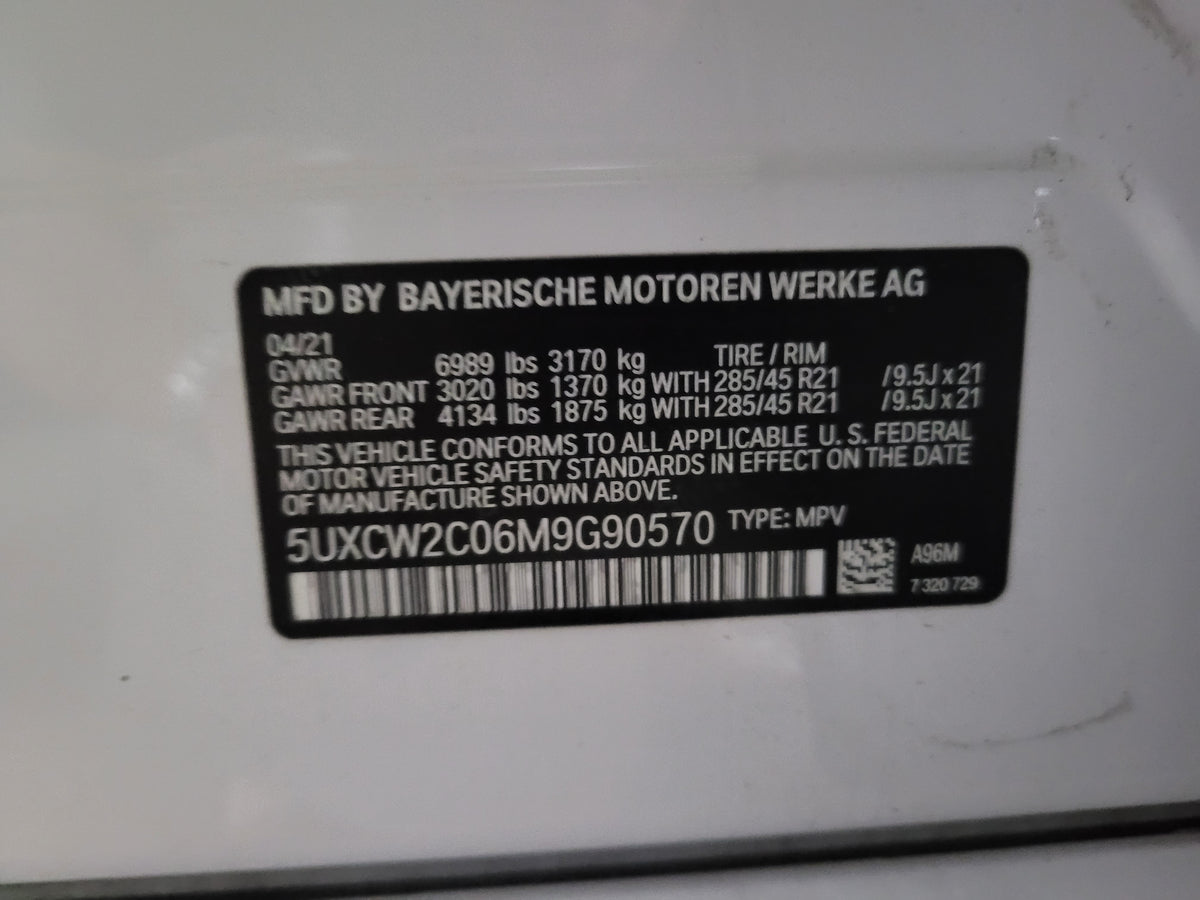 MFD BY BAYERISCHE MOTOREN WERKE AG
04/21
GVWR 6989 lbs 3170 kg TIRE / RIM
GAWR FRONT 3020 lbs 1370 kg WITH 285/45 R21 /9.5J x 21
GAWR REAR 4134 lbs 1875 kg WITH 285/45 R21 /9.5J x 21
THIS VEHICLE CONFORMS TO ALL APPLICABLE U. S. FEDERAL
MOTOR VEHICLE SAFETY STANDARDS IN EFFECT ON THE DATE
OF MANUFACTURE SHOWN ABOVE.
5UXCW2C06M9G90570 TYPE: MPV
A96M
7 320 729